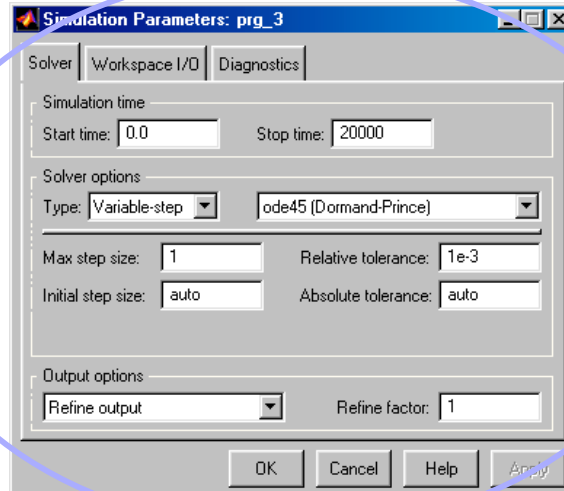 Simulation Parameters: prg_3
Solver Workspace I/O Diagnostics
Simulation time
Start time: 0.0 Stop time: 20000
Solver options
Type: Variable-step ode45 (Dormand-Prince)
Max step size: 1 Relative tolerance: 1e-3
Initial step size: auto Absolute tolerance: auto
Output options
Refine output Refine factor: 1
OK Cancel Help Apply